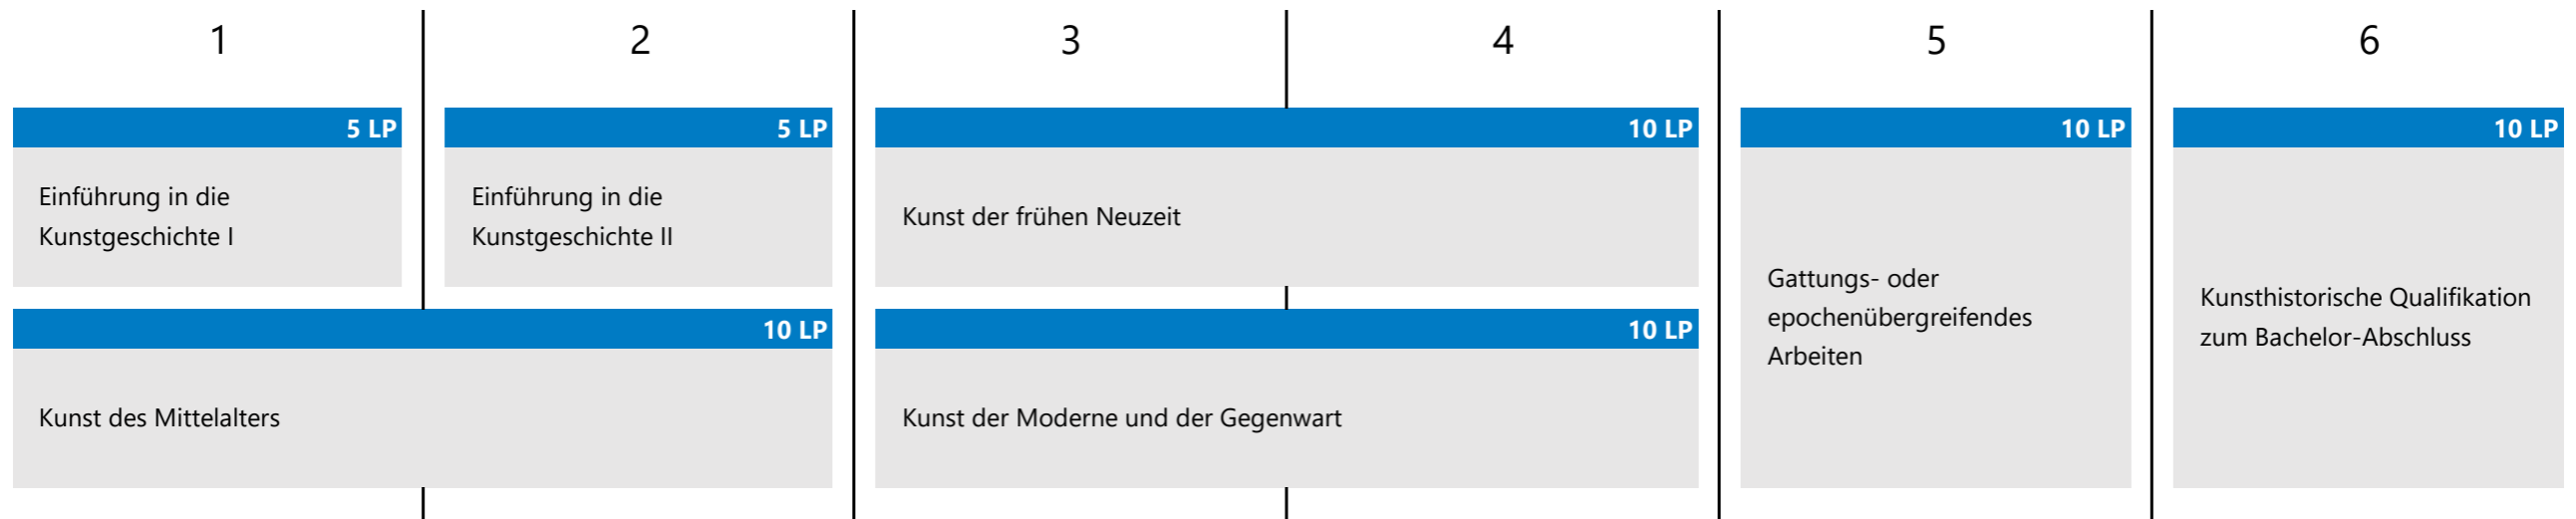 1
2
3
4
5
6
5 LP
5 LP
10 LP
10 LP
10 LP
Einführung in die
Kunstgeschichte I
Einführung in die
Kunstgeschichte II
Kunst der frühen Neuzeit
Gattungs- oder
epochenübergreifendes
Arbeiten
Kunsthistorische Qualifikation
zum Bachelor-Abschluss
10 LP
10 LP
Kunst des Mittelalters
Kunst der Moderne und der Gegenwart